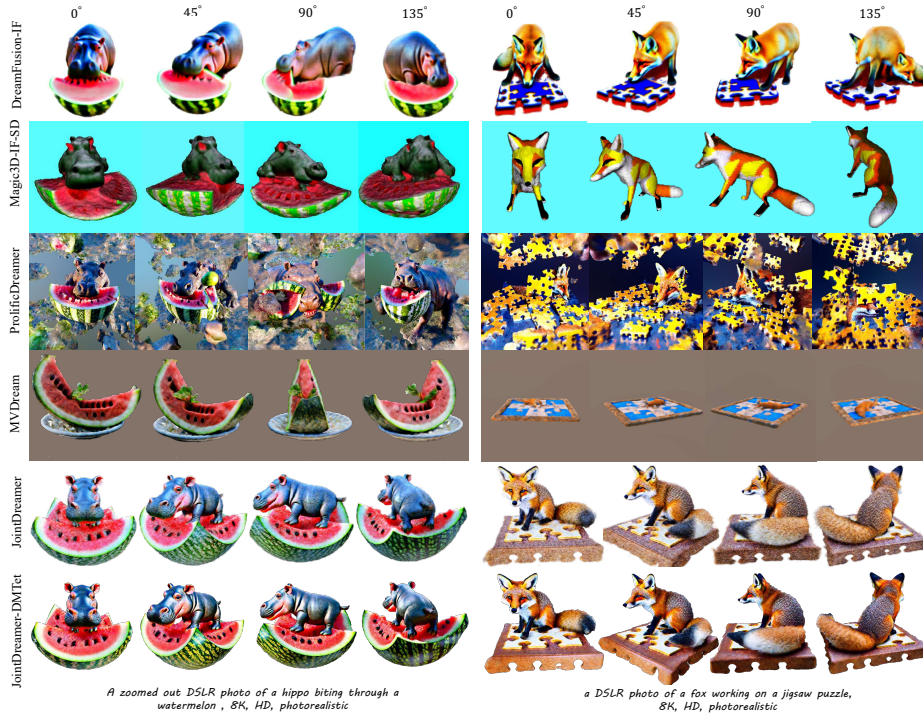 0° 45° 90° 135° 0° 45° 90° 135°
DreamFusion-IF
Magic3D-IF-SD
ProlificDreamer
MVDream
JointDreamer
JointDreamer-DMTet
A zoomed out DSLR photo of a hippo biting through a
watermelon , 8K, HD, photorealistic
a DSLR photo of a fox working on a jigsaw puzzle,
8K, HD, photorealistic